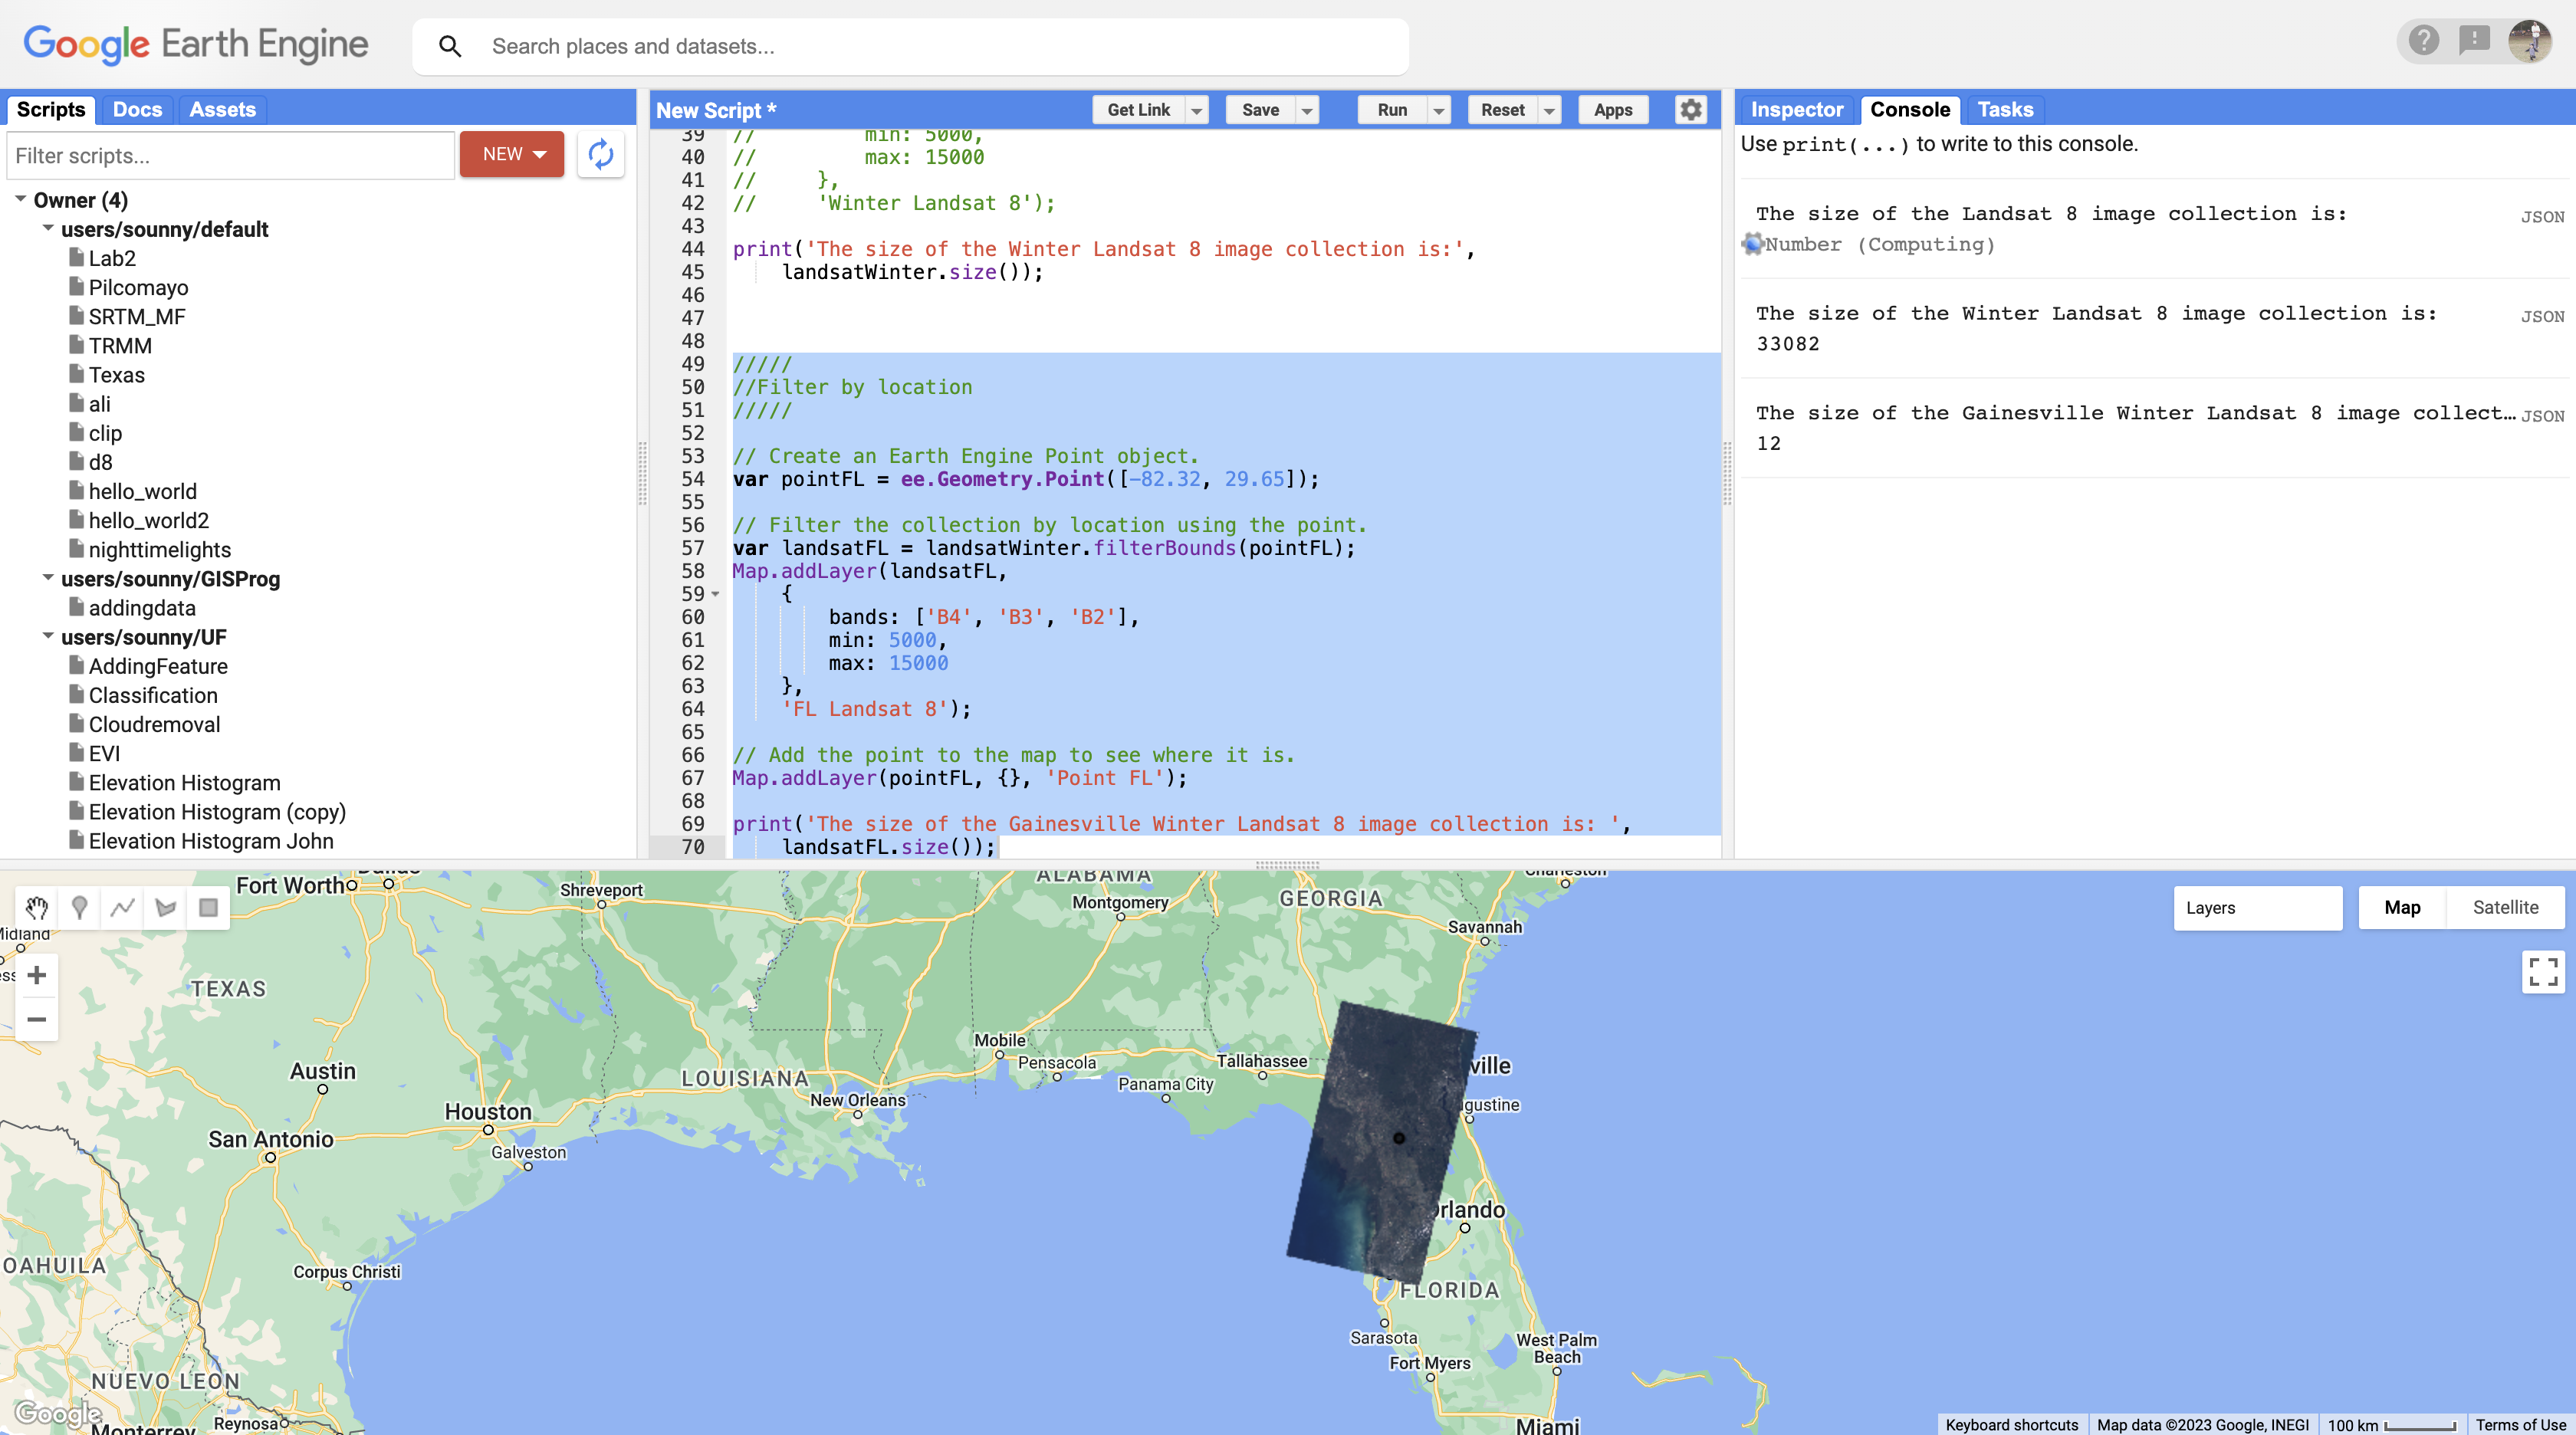 Google Earth Engine
Search places and datasets...
Scripts Docs Assets
Filter scripts...
NEW
Owner (4)
users/sounny/default
Lab2
Pilcomayo
SRTM_MF
TRMM
Texas
ali
clip
d8
hello_world
hello_world2
nighttimelights
users/sounny/GISProg
addingdata
users/sounny/UF
AddingFeature
Classification
Cloudremoval
EVI
Elevation Histogram
Elevation Histogram (copy)
Elevation Histogram John
New Script *
Get Link Save Run Reset Apps
39 // min: 5000,
40 // max: 15000
41 // },
42 // 'Winter Landsat 8');
43
44 print('The size of the Winter Landsat 8 image collection is:',
45 landsatWinter.size());
46
47
48
49 /////
50 //Filter by location
51 /////
52
53 // Create an Earth Engine Point object.
54 var pointFL = ee.Geometry.Point([-82.32, 29.65]);
55
56 // Filter the collection by location using the point.
57 var landsatFL = landsatWinter.filterBounds(pointFL);
58 Map.addLayer(landsatFL,
59 {
60 bands: ['B4', 'B3', 'B2'],
61 min: 5000,
62 max: 15000
63 },
64 'FL Landsat 8');
65
66 // Add the point to the map to see where it is.
67 Map.addLayer(pointFL, {}, 'Point FL');
68
69 print('The size of the Gainesville Winter Landsat 8 image collection is: ',
70 landsatFL.size());
Inspector Console Tasks
Use print(...) to write to this console.
The size of the Landsat 8 image collection is: JSON
Number (Computing)
The size of the Winter Landsat 8 image collection is: JSON
33082
The size of the Gainesville Winter Landsat 8 image collect... JSON
12
Layers
Map Satellite
Fort Worth
Shreveport
ALABAMA
Montgomery
GEORGIA
Charleston
Savannah
Midland
TEXAS
Mobile
Pensacola
Tallahassee
ville
Austin
LOUISIANA
Panama City
New Orleans
gustine
Houston
San Antonio
Galveston
Orlando
OAHUILA
Corpus Christi
FLORIDA
Sarasota
West Palm
Beach
Fort Myers
NUEVO LEON
Google
Reynosa
Monterrey
Miami
Keyboard shortcuts Map data ©2023 Google, INEGI 100 km Terms of Use